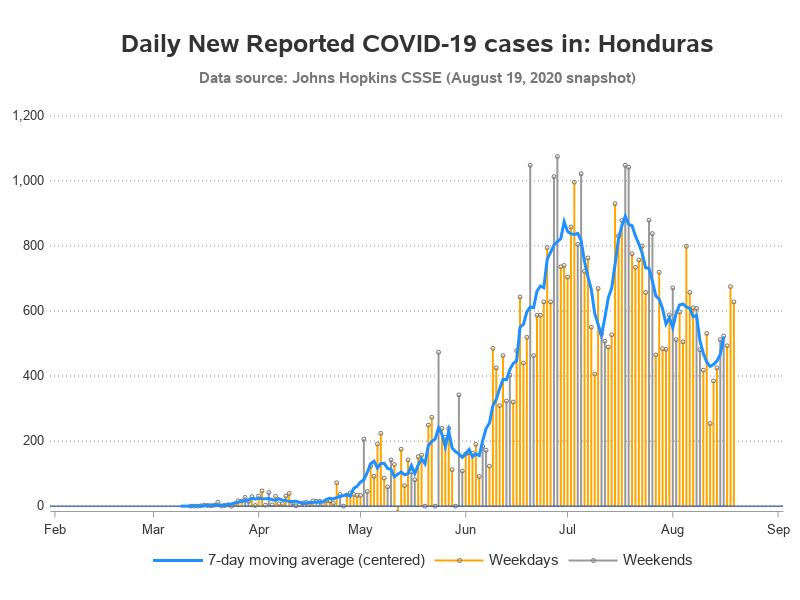 Daily New Reported COVID-19 cases in: Honduras
Data source: Johns Hopkins CSSE (August 19, 2020 snapshot)
1,200
1,000
800
600
400
200
0
Feb Mar Apr May Jun Jul Aug Sep
7-day moving average (centered) Weekdays Weekends